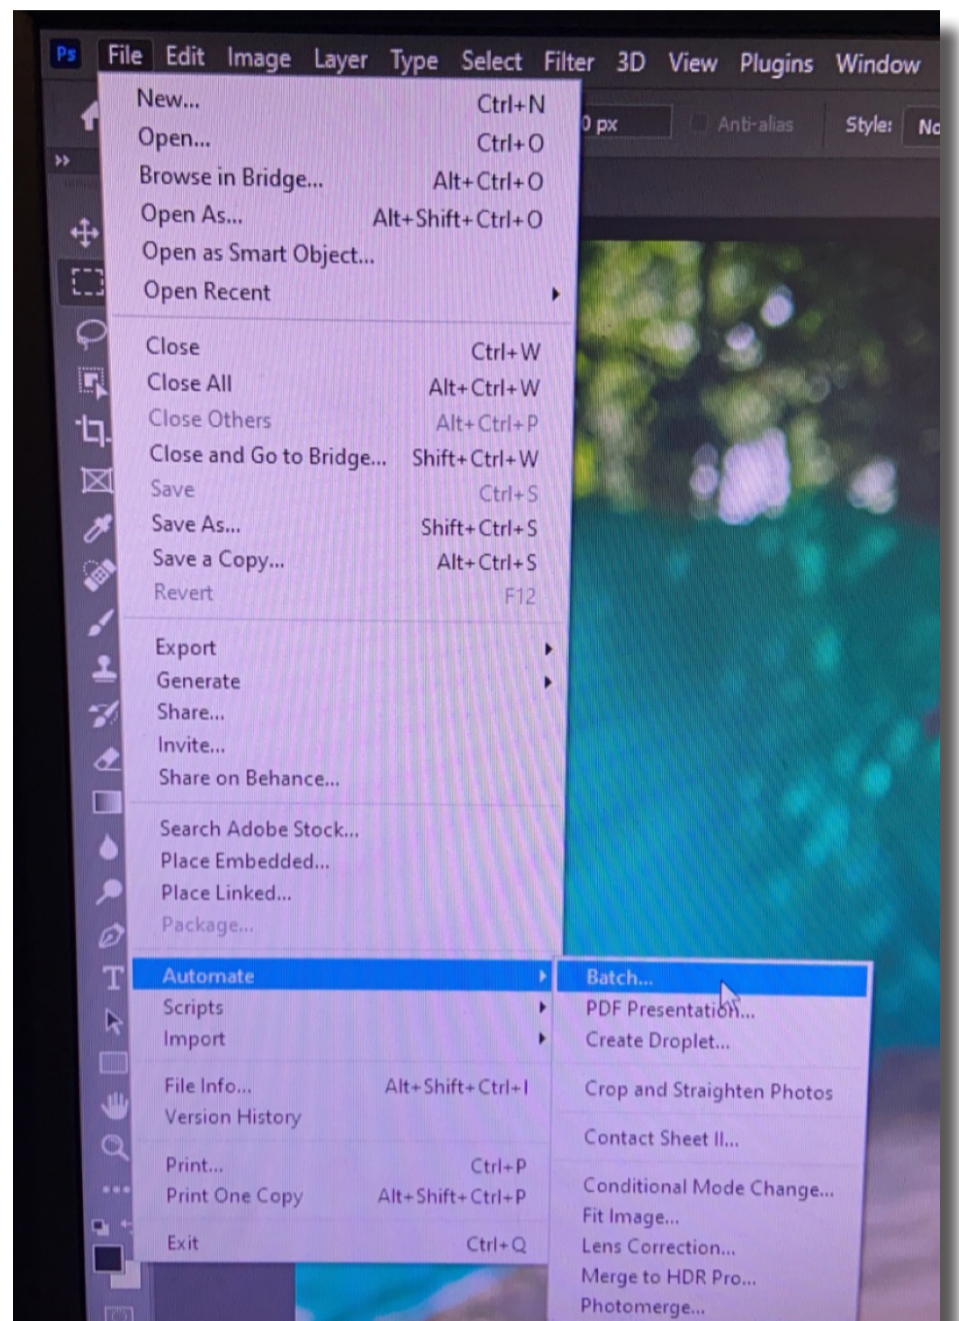 Ps File Edit Image Layer Type Select Filter 3D View Plugins Window
0 px Anti-alias Style:
New... Ctrl+N
Open... Ctrl+O
Browse in Bridge... Alt+Ctrl+O
Open As... Alt+Shift+Ctrl+O
Open as Smart Object...
Open Recent
Close Ctrl+W
Close All Alt+Ctrl+W
Close Others Alt+Ctrl+P
Close and Go to Bridge... Shift+Ctrl+W
Save Ctrl+S
Save As... Shift+Ctrl+S
Save a Copy... Alt+Ctrl+S
Revert F12
Export
Generate
Share...
Invite...
Share on Behance...
Search Adobe Stock...
Place Embedded...
Place Linked...
Package...
Automate
Scripts
Import
File Info... Alt+Shift+Ctrl+I
Version History
Print... Ctrl+P
Print One Copy Alt+Shift+Ctrl+P
Exit Ctrl+Q
Batch...
PDF Presentation...
Create Droplet...
Crop and Straighten Photos
Contact Sheet II...
Conditional Mode Change...
Fit Image...
Lens Correction...
Merge to HDR Pro...
Photomerge...